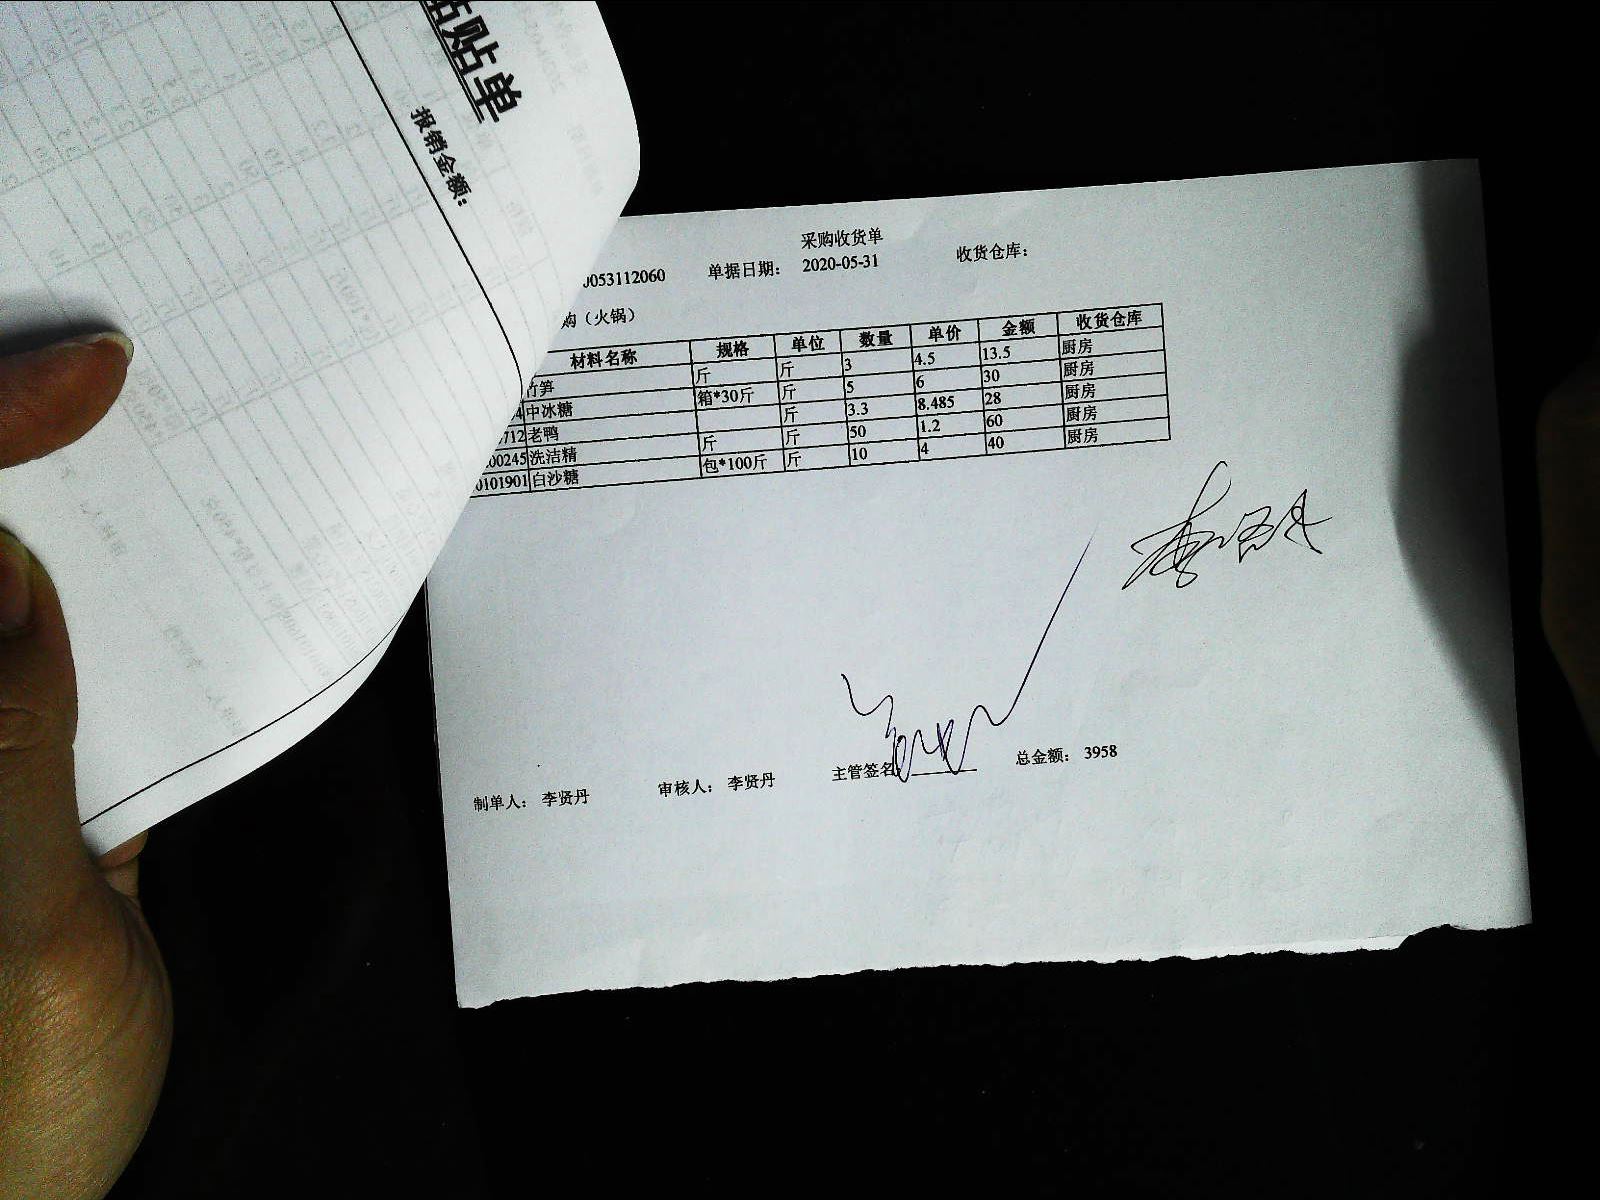 贴单
报销金额：
采购收货单
0053112060 单据日期： 2020-05-31 收货仓库：
购（火锅）
材料名称 规格 单位 数量 单价 金额 收货仓库
竹笋 斤 斤 3 4.5 13.5 厨房
4 中冰糖 箱*30斤 斤 5 6 30 厨房
712 老鸭 斤 3.3 8.485 28 厨房
00245 洗洁精 斤 斤 50 1.2 60 厨房
0101901 白沙糖 包*100斤 斤 10 4 40 厨房
制单人： 李贤丹 审核人： 李贤丹 主管签名： 总金额： 3958